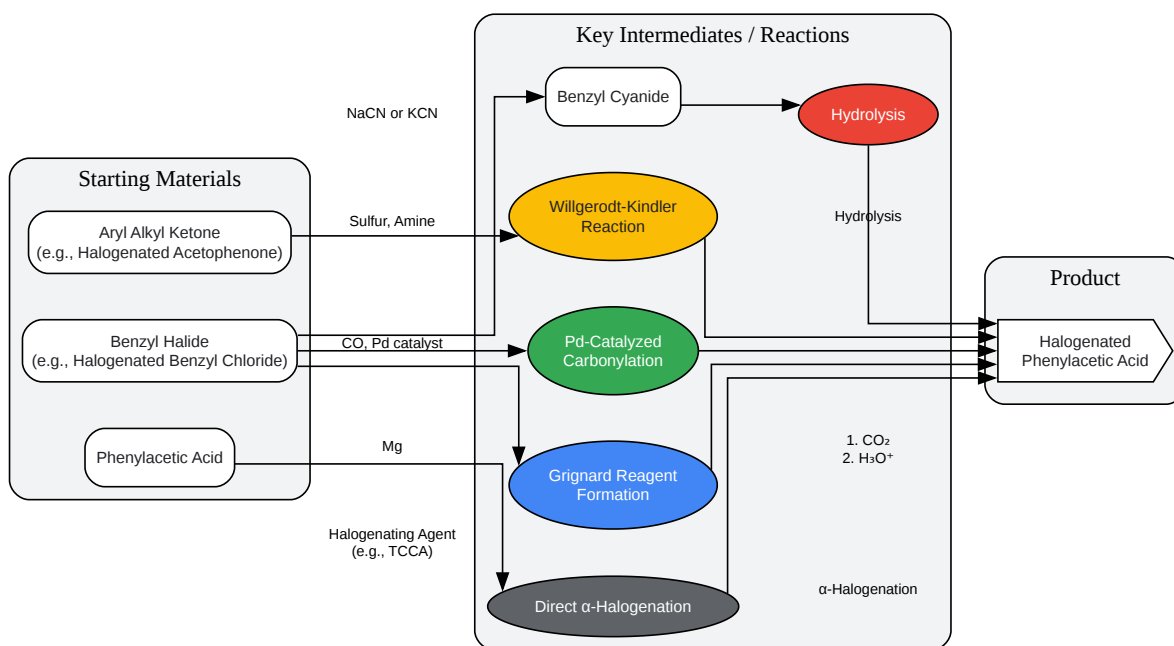 Key Intermediates / Reactions
Benzyl Cyanide
Hydrolysis
NaCN or KCN
Starting Materials
Aryl Alkyl Ketone
(e.g., Halogenated Acetophenone)
Sulfur, Amine
Willgerodt-Kindler
Reaction
Hydrolysis
Product
Benzyl Halide
(e.g., Halogenated Benzyl Chloride)
CO, Pd catalyst
Pd-Catalyzed
Carbonylation
Halogenated
Phenylacetic Acid
Phenylacetic Acid
Mg
Grignard Reagent
Formation
1. CO₂
2. H₃O⁺
Halogenating Agent
(e.g., TCCA)
Direct α-Halogenation
α-Halogenation